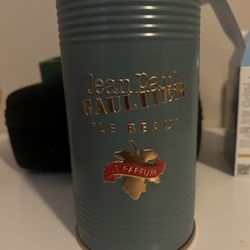 Jean Paul
GAULTIER
"LE BEAU"
LE PARFUM